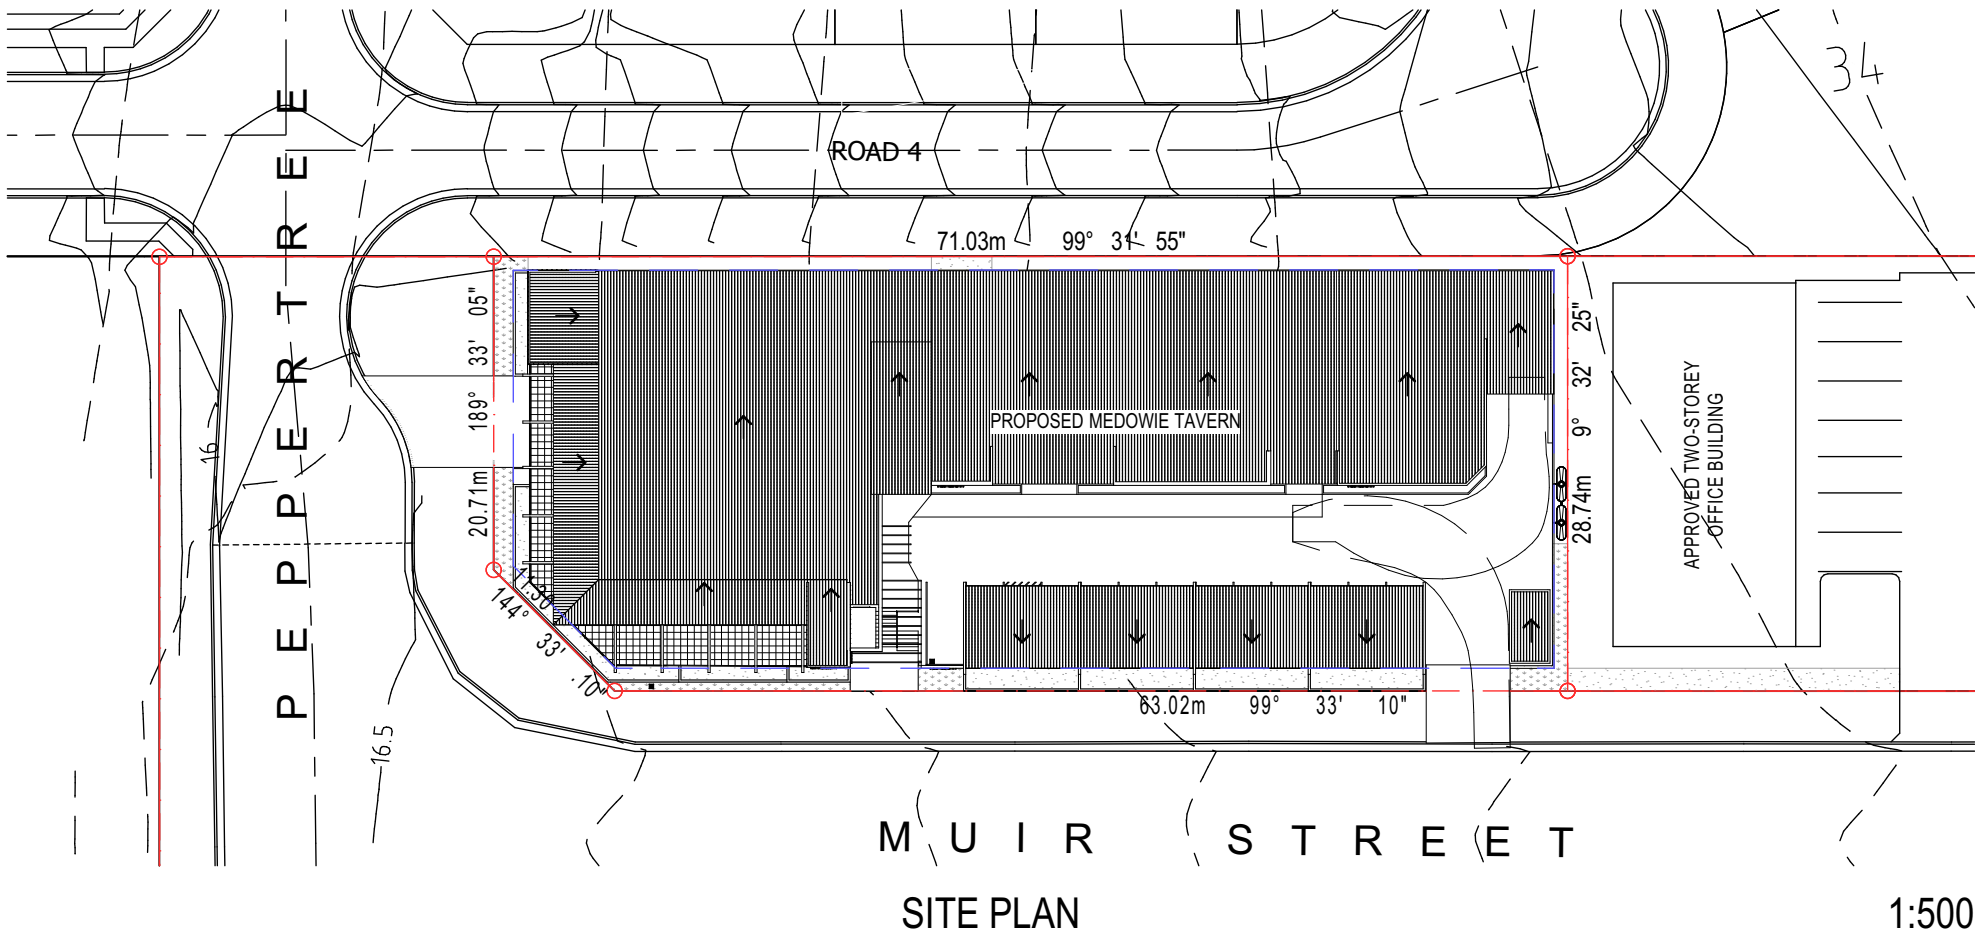 34
ROAD 4
71.03m 99° 31' 55"
PEPPERTREE
20.71m 189° 33' 05"
28.74m 9° 32' 25"
PROPOSED MEDOWIE TAVERN
APPROVED TWO-STOREY
OFFICE BUILDING
16
144° 33'
63.02m 99° 33' 10"
16.5
MUIR STREET
SITE PLAN
1:500